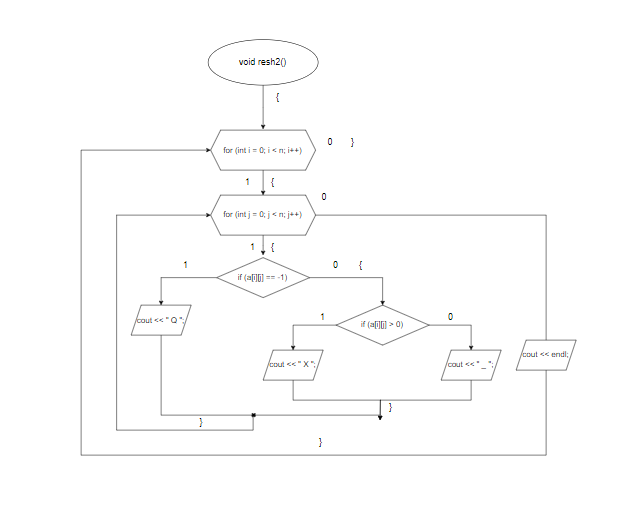 void resh2()
{
for (int i = 0; i < n; i++)
0 }
1 {
for (int j = 0; j < n; j++)
0
1 {
1
if (a[i][j] == -1)
0 {
cout << " Q ";
1
if (a[i][j] > 0)
0
cout << " X ";
cout << " _ ";
cout << endl;
}
}
}